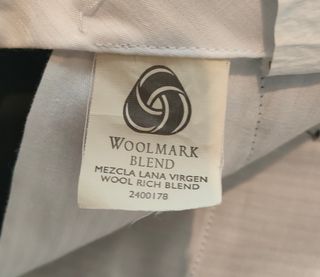 WOOLMARK
BLEND
MEZCLA LANA VIRGEN
WOOL RICH BLEND
2400178